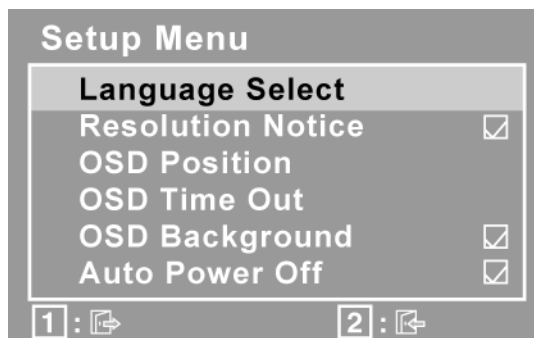 Setup Menu
Language Select
Resolution Notice
OSD Position
OSD Time Out
OSD Background
Auto Power Off
1 : 2 :